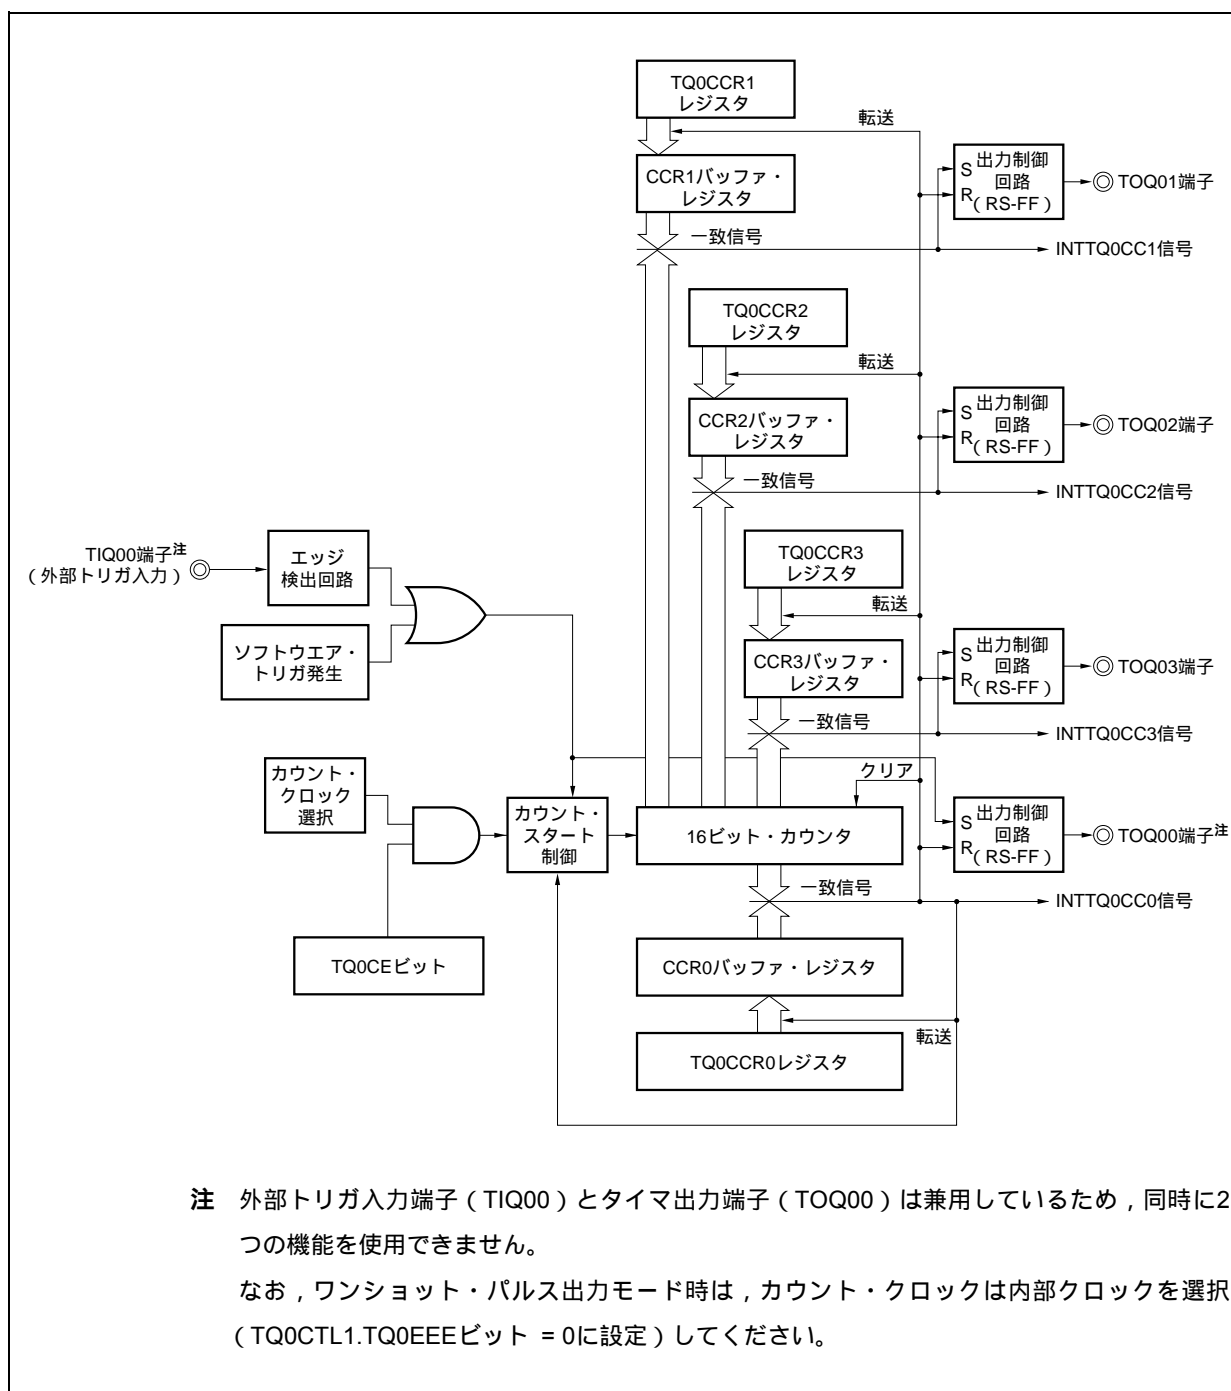 TQ0CCR1
レジスタ
転送
CCR1バッファ・
レジスタ
S 出力制御
回路
R ( RS-FF )
TOQ01端子
一致信号
INTTQ0CC1信号
TQ0CCR2
レジスタ
転送
CCR2バッファ・
レジスタ
S 出力制御
回路
R ( RS-FF )
TOQ02端子
一致信号
INTTQ0CC2信号
TIQ00端子注
（外部トリガ入力）
エッジ
検出回路
ソフトウエア・
トリガ発生
TQ0CCR3
レジスタ
転送
CCR3バッファ・
レジスタ
S 出力制御
回路
R ( RS-FF )
TOQ03端子
一致信号
INTTQ0CC3信号
カウント・
クロック
選択
カウント・
スタート
制御
クリア
16ビット・カウンタ
S 出力制御
回路
R ( RS-FF )
TOQ00端子注
一致信号
INTTQ0CC0信号
TQ0CEビット
CCR0バッファ・レジスタ
転送
TQ0CCR0レジスタ
注 外部トリガ入力端子（TIQ00）とタイマ出力端子（TOQ00）は兼用しているため，同時に2
つの機能を使用できません。
なお，ワンショット・パルス出力モード時は，カウント・クロックは内部クロックを選択
（TQ0CTL1.TQ0EEEビット = 0に設定）してください。